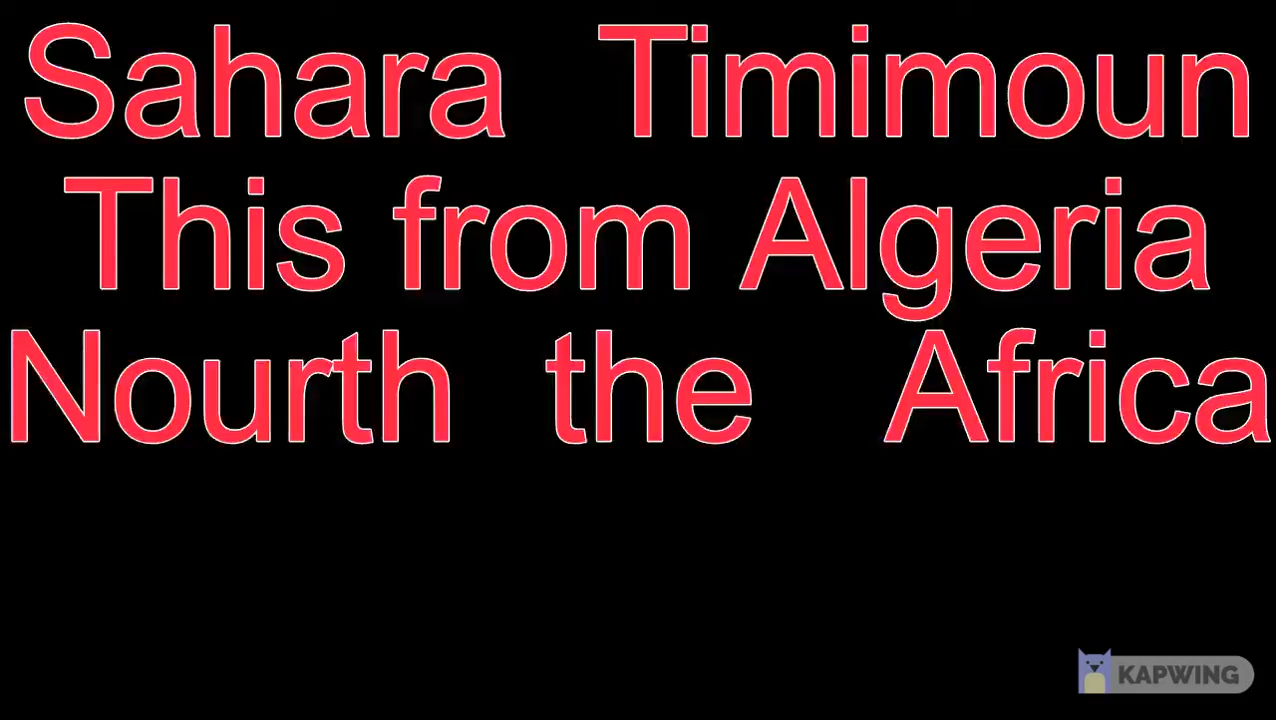 Sahara Timimoun
This from Algeria
Nourth the Africa
KAPWING